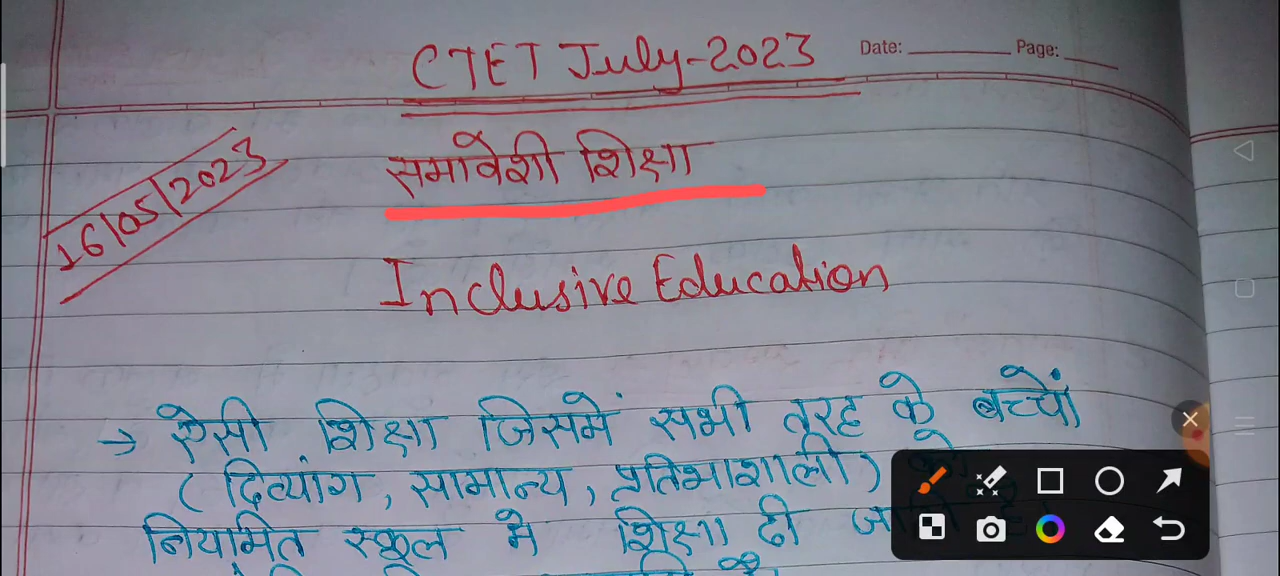 CTET July-2023
Date: Page:
16/05/2023
समावेशी शिक्षा
Inclusive Education
→ ऐसी शिक्षा जिसमें सभी तरह के बच्चों
(दिव्यांग, सामान्य, प्रतिभाशाली) को
नियमित स्कूल मे शिक्षा दी